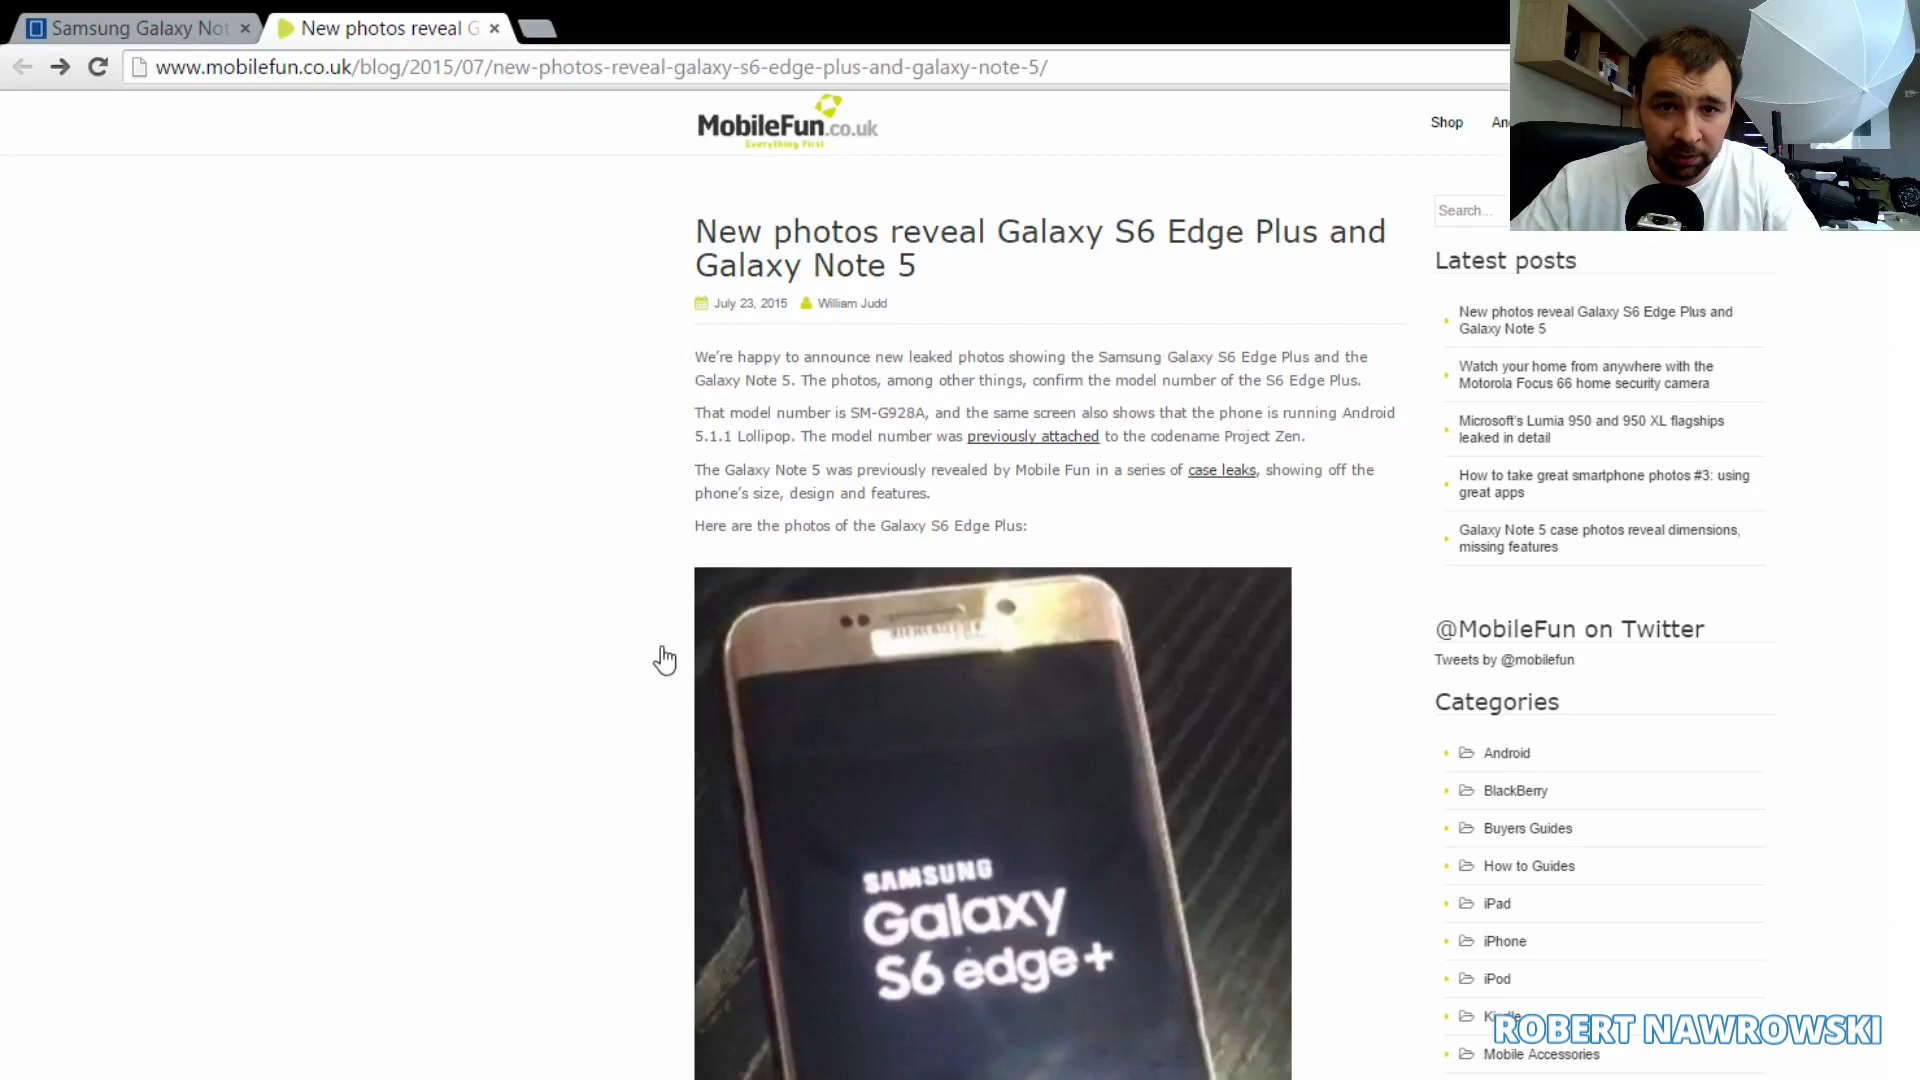 Samsung Galaxy Not
New photos reveal G
www.mobilefun.co.uk/blog/2015/07/new-photos-reveal-galaxy-s6-edge-plus-and-galaxy-note-5/
MobileFun.co.uk
Everything First
Shop
An
New photos reveal Galaxy S6 Edge Plus and
Galaxy Note 5
July 23, 2015
William Judd
We’re happy to announce new leaked photos showing the Samsung Galaxy S6 Edge Plus and the
Galaxy Note 5. The photos, among other things, confirm the model number of the S6 Edge Plus.
That model number is SM-G928A, and the same screen also shows that the phone is running Android
5.1.1 Lollipop. The model number was previously attached to the codename Project Zen.
The Galaxy Note 5 was previously revealed by Mobile Fun in a series of case leaks, showing off the
phone’s size, design and features.
Here are the photos of the Galaxy S6 Edge Plus:
SAMSUNG
Galaxy
S6 edge+
Search...
Latest posts
New photos reveal Galaxy S6 Edge Plus and
Galaxy Note 5
Watch your home from anywhere with the
Motorola Focus 66 home security camera
Microsoft’s Lumia 950 and 950 XL flagships
leaked in detail
How to take great smartphone photos #3: using
great apps
Galaxy Note 5 case photos reveal dimensions,
missing features
@MobileFun on Twitter
Tweets by @mobilefun
Categories
Android
BlackBerry
Buyers Guides
How to Guides
iPad
iPhone
iPod
Kindle
ROBERT NAWROWSKI
Mobile Accessories